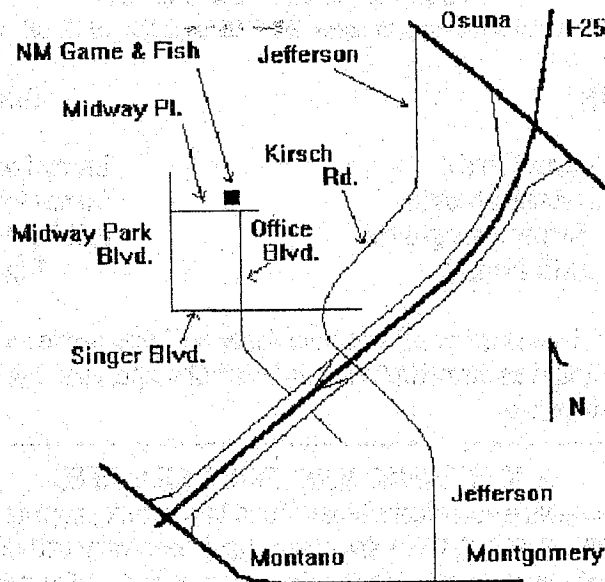 Osuna
I-25
NM Game & Fish
Jefferson
Midway Pl.
Kirsch
Rd.
Midway Park
Blvd.
Office
Blvd.
Singer Blvd.
N
Jefferson
Montano
Montgomery